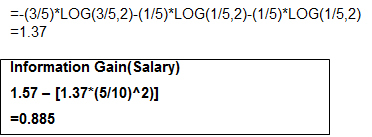 =-(3/5)*LOG(3/5,2)-(1/5)*LOG(1/5,2)-(1/5)*LOG(1/5,2)
=1.37
Information Gain(Salary)
1.57 – [1.37*(5/10)^2)]
=0.885